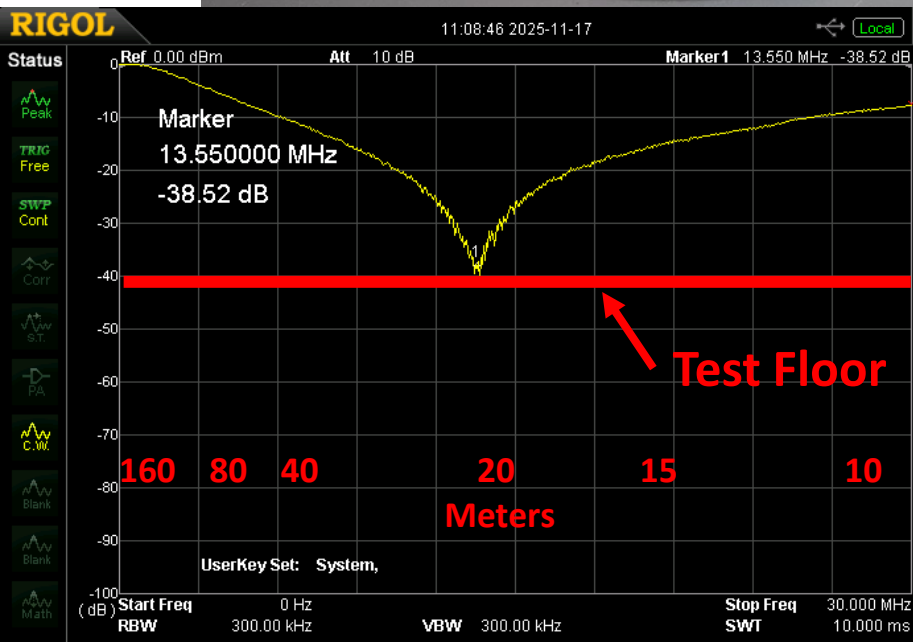 RIGOL
11:08:46 2025-11-17
Local
Status
Ref 0.00 dBm Att 10 dB Marker1 13.550 MHz -38.52 dB
Peak
TRIG
Free
SWP
Cont
Corr
S.T.
PA
C.W.
Blank
Blank
Math
0
-10
-20
-30
-40
-50
-60
-70
-80
-90
-100
(dB)
Marker
13.550000 MHz
-38.52 dB
1
Test Floor
160 80 40 20 15 10
Meters
UserKey Set: System,
Start Freq 0 Hz Stop Freq 30.000 MHz
RBW 300.00 kHz VBW 300.00 kHz SWT 10.000 ms